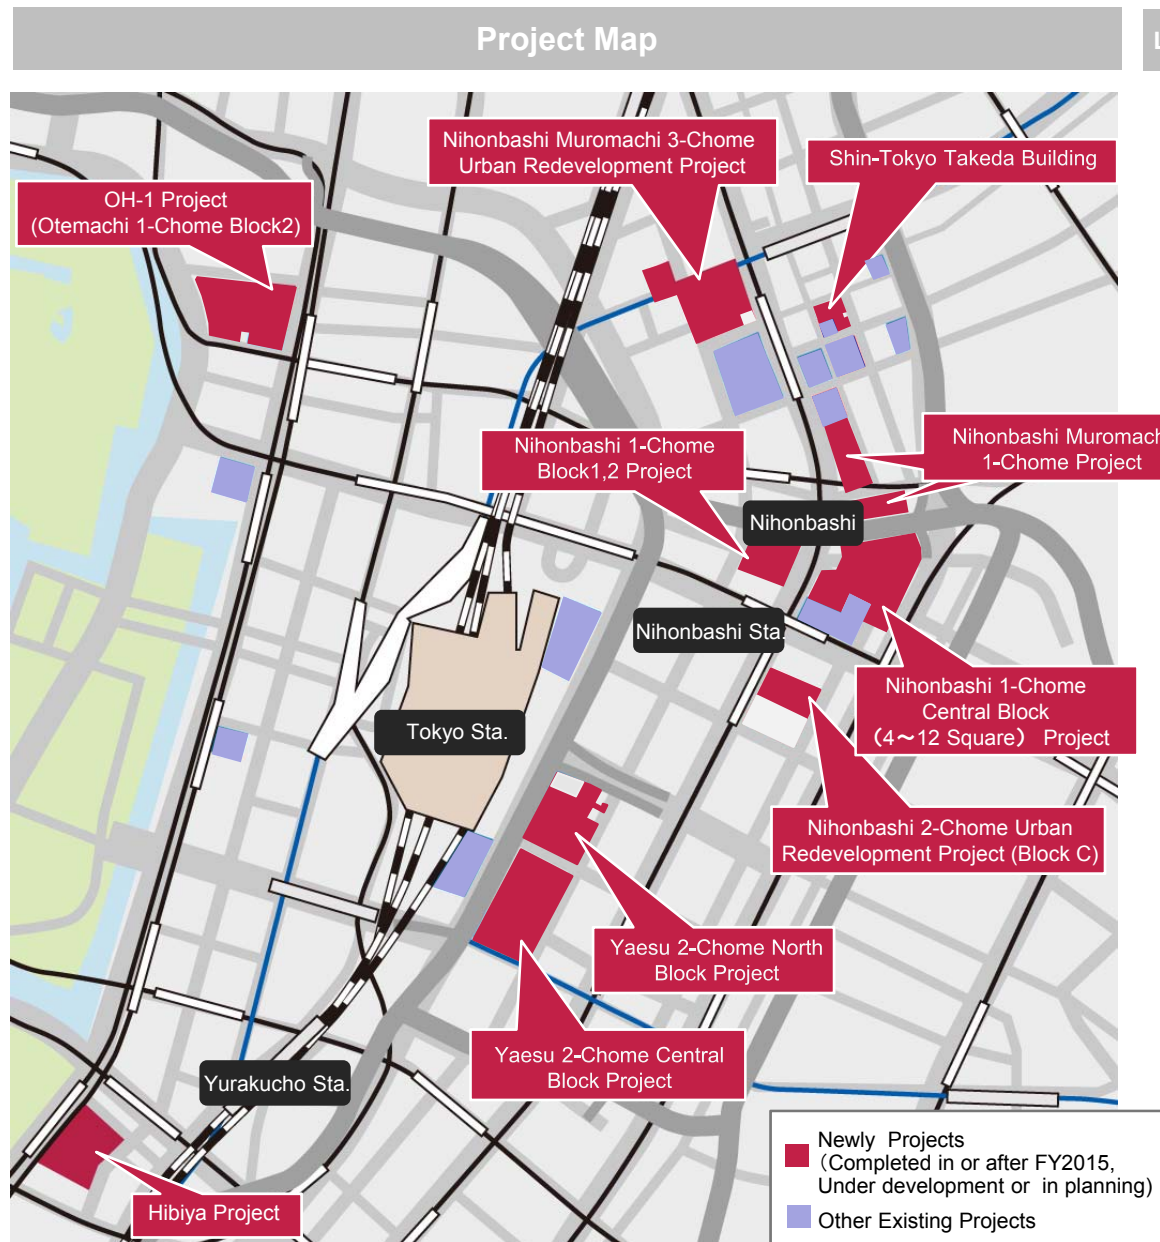 Project Map
L
Nihonbashi Muromachi 3-Chome
Urban Redevelopment Project
Shin-Tokyo Takeda Building
OH-1 Project
(Otemachi 1-Chome Block2)
Nihonbashi 1-Chome
Block1,2 Project
Nihonbashi Muromach
1-Chome Project
Nihonbashi
Nihonbashi Sta.
Nihonbashi 1-Chome
Central Block
(4～12 Square) Project
Tokyo Sta.
Nihonbashi 2-Chome Urban
Redevelopment Project (Block C)
Yaesu 2-Chome North
Block Project
Yaesu 2-Chome Central
Block Project
Yurakucho Sta.
Hibiya Project
Newly Projects
(Completed in or after FY2015,
Under development or in planning)
Other Existing Projects